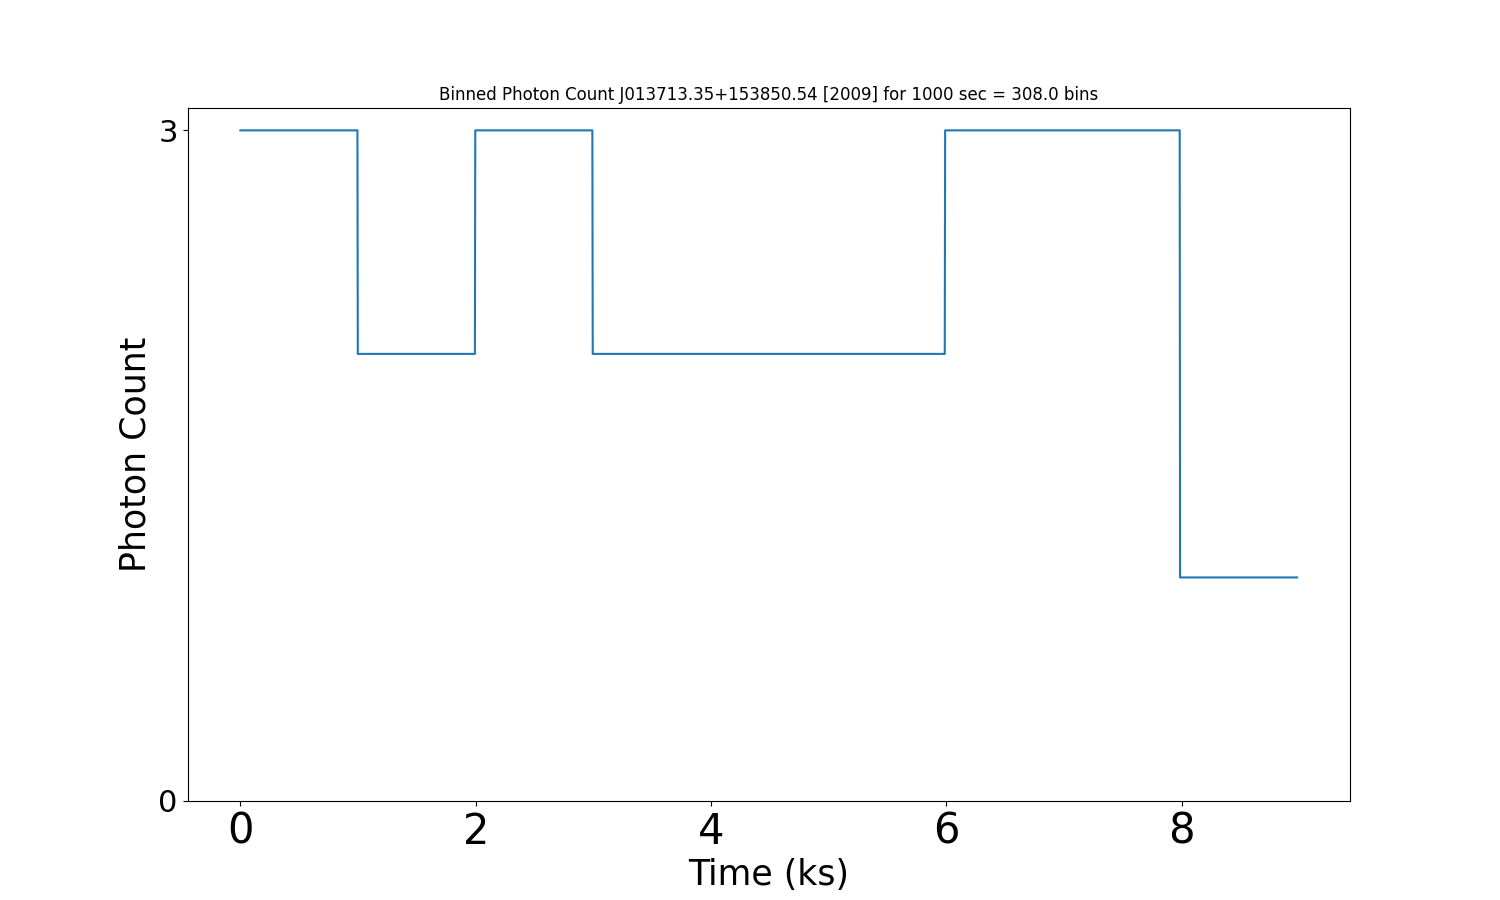 Binned Photon Count J013713.35+153850.54 [2009] for 1000 sec = 308.0 bins
3
Photon Count
0
0 2 4 6 8
Time (ks)